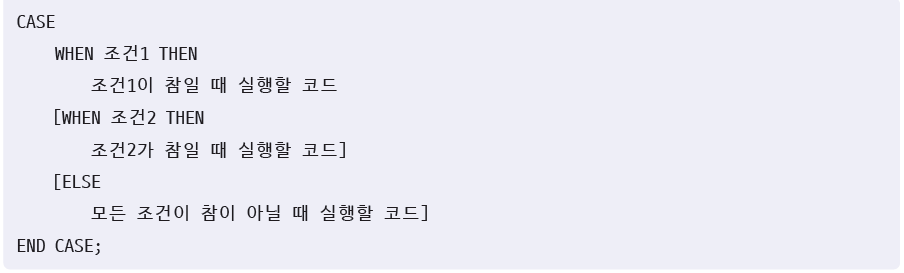 CASE
    WHEN 조건1 THEN
        조건1이 참일 때 실행할 코드
    [WHEN 조건2 THEN
        조건2가 참일 때 실행할 코드]
    [ELSE
        모든 조건이 참이 아닐 때 실행할 코드]
END CASE;